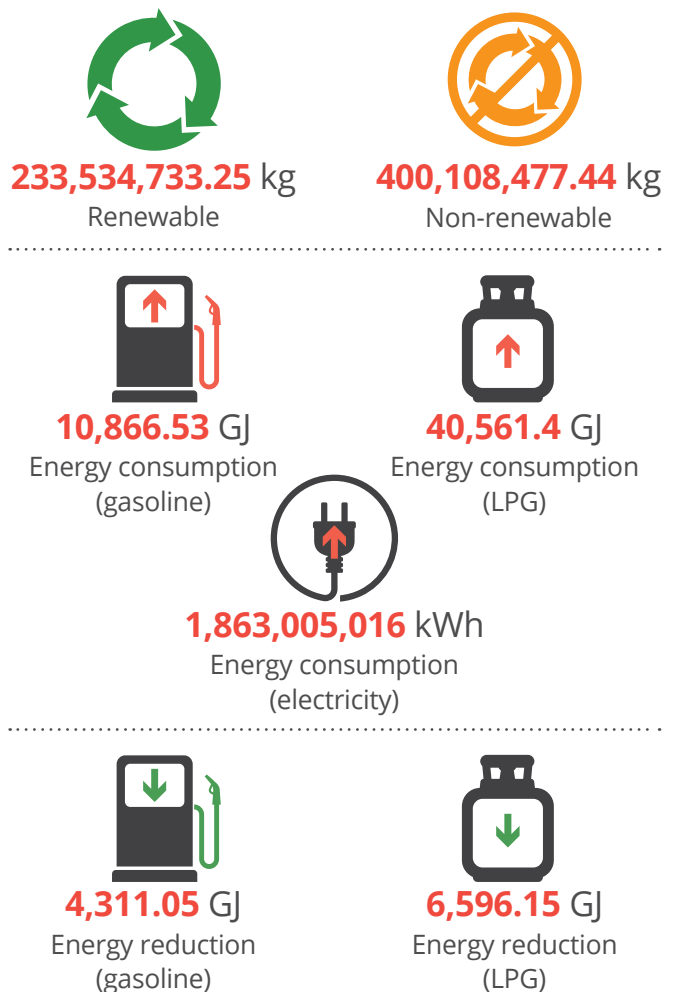 233,534,733.25 kg
Renewable
400,108,477.44 kg
Non-renewable
10,866.53 GJ
Energy consumption
(gasoline)
40,561.4 GJ
Energy consumption
(LPG)
1,863,005,016 kWh
Energy consumption
(electricity)
4,311.05 GJ
Energy reduction
(gasoline)
6,596.15 GJ
Energy reduction
(LPG)